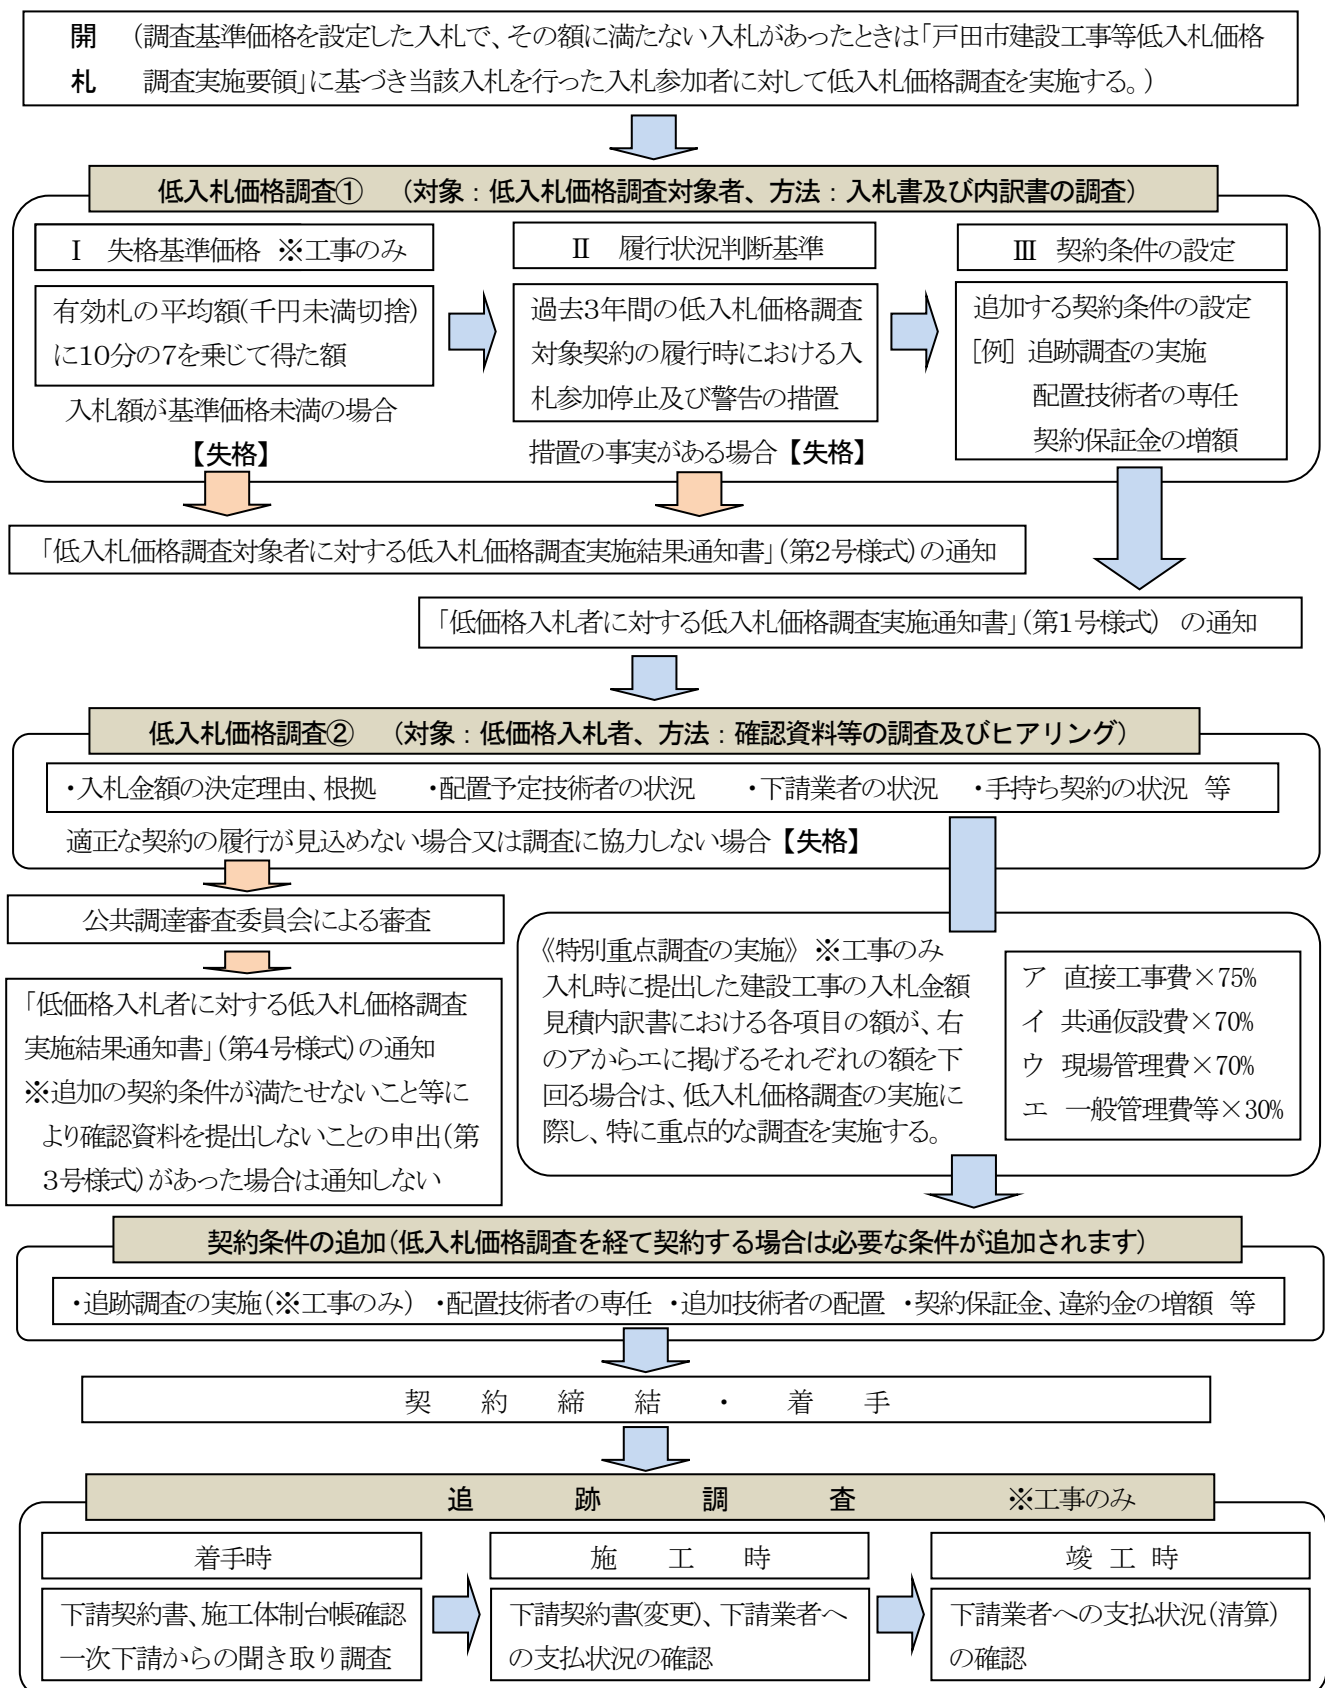 開 （調査基準価格を設定した入札で、その額に満たない入札があったときは「戸田市建設工事等低入札価格
札 調査実施要領」に基づき当該入札を行った入札参加者に対して低入札価格調査を実施する。）
低入札価格調査① （対象：低入札価格調査対象者、方法：入札書及び内訳書の調査）
Ⅰ 失格基準価格 ※工事のみ
有効札の平均額(千円未満切捨)
に10分の7を乗じて得た額
入札額が基準価格未満の場合
【失格】
Ⅱ 履行状況判断基準
過去3年間の低入札価格調査
対象契約の履行時における入
札参加停止及び警告の措置
措置の事実がある場合【失格】
Ⅲ 契約条件の設定
追加する契約条件の設定
[例] 追跡調査の実施
配置技術者の専任
契約保証金の増額
「低入札価格調査対象者に対する低入札価格調査実施結果通知書」(第2号様式)の通知
「低価格入札者に対する低入札価格調査実施通知書」(第1号様式) の通知
低入札価格調査② （対象：低価格入札者、方法：確認資料等の調査及びヒアリング）
・入札金額の決定理由、根拠 ・配置予定技術者の状況 ・下請業者の状況 ・手持ち契約の状況 等
適正な契約の履行が見込めない場合又は調査に協力しない場合【失格】
公共調達審査委員会による審査
「低価格入札者に対する低入札価格調査
実施結果通知書」(第4号様式)の通知
※追加の契約条件が満たせないこと等に
より確認資料を提出しないことの申出(第
3号様式)があった場合は通知しない
《特別重点調査の実施》 ※工事のみ
入札時に提出した建設工事の入札金額
見積内訳書における各項目の額が、右
のアからエに掲げるそれぞれの額を下
回る場合は、低入札価格調査の実施に
際し、特に重点的な調査を実施する。
ア 直接工事費×75%
イ 共通仮設費×70%
ウ 現場管理費×70%
エ 一般管理費等×30%
契約条件の追加(低入札価格調査を経て契約する場合は必要な条件が追加されます)
・追跡調査の実施(※工事のみ) ・配置技術者の専任 ・追加技術者の配置 ・契約保証金、違約金の増額 等
契約締結・着手
追跡調査 ※工事のみ
着手時
下請契約書、施工体制台帳確認
一次下請からの聞き取り調査
施工時
下請契約書(変更)、下請業者へ
の支払状況の確認
竣工時
下請業者への支払状況(清算)
の確認